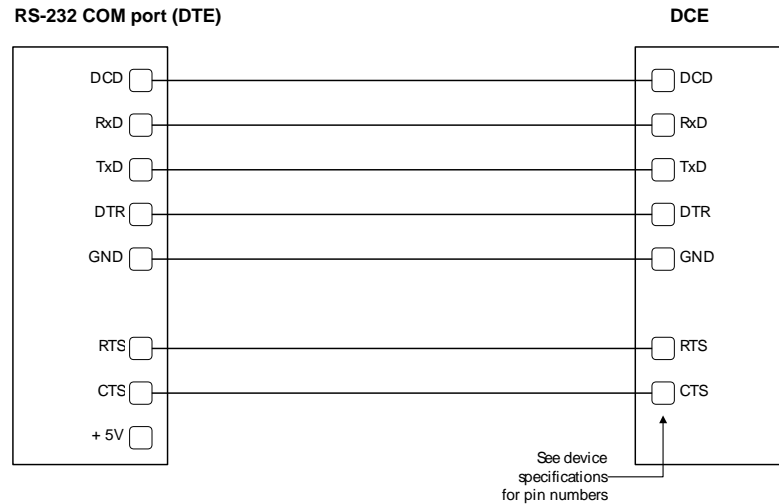 RS-232 COM port (DTE)
DCE
DCD
DCD
RxD
RxD
TxD
TxD
DTR
DTR
GND
GND
RTS
RTS
CTS
CTS
+ 5V
See device
specifications
for pin numbers